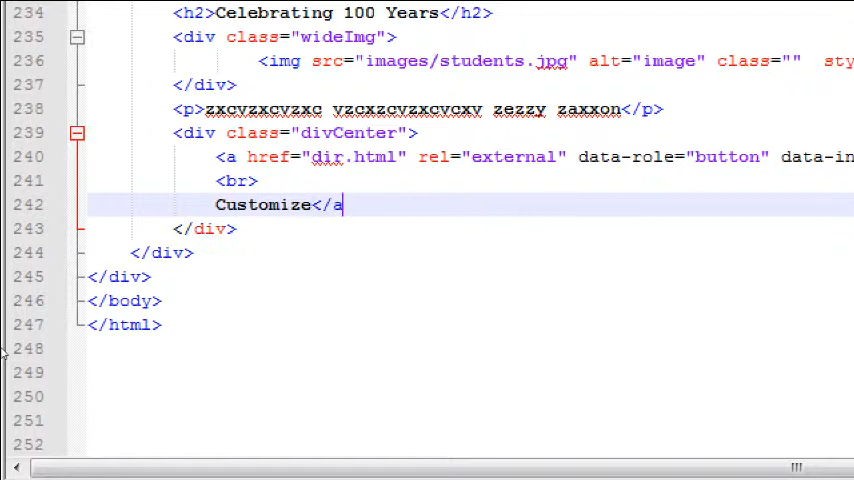 234 <h2>Celebrating 100 Years</h2>
235 <div class="wideImg">
236 <img src="images/students.jpg" alt="image" class="" sty
237 </div>
238 <p>zxcvzxcvzxc vzcxzcvzxcvcxv zezzy zaxxon</p>
239 <div class="divCenter">
240 <a href="dir.html" rel="external" data-role="button" data-in
241 <br>
242 Customize</a
243 </div>
244 </div>
245 </div>
246 </body>
247 </html>
248
249
250
251
252